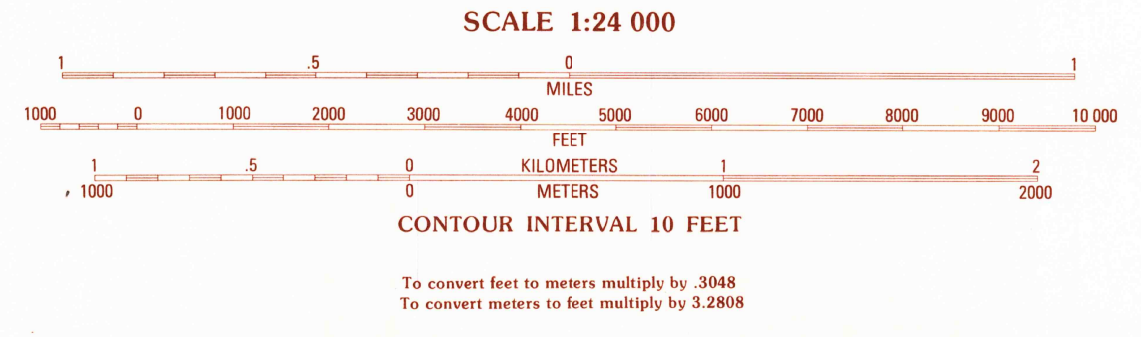 SCALE 1:24 000
1 .5 0 1
MILES
1000 0 1000 2000 3000 4000 5000 6000 7000 8000 9000 10 000
FEET
1 .5 0 KILOMETERS 1 2
1000 0 METERS 1000 2000
CONTOUR INTERVAL 10 FEET
To convert feet to meters multiply by .3048
To convert meters to feet multiply by 3.2808